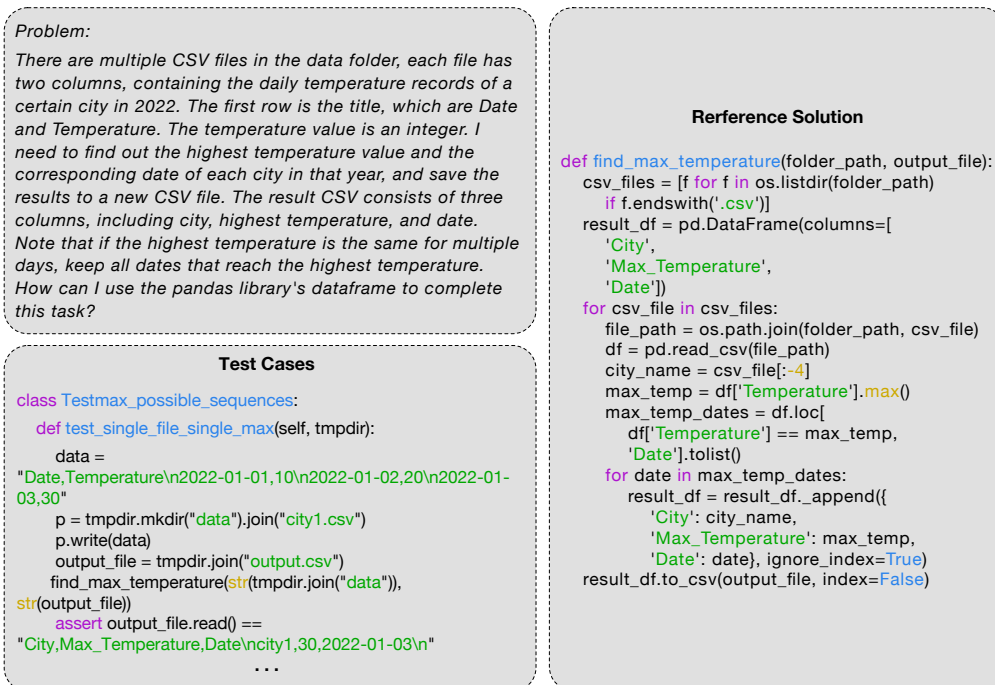 Problem:
There are multiple CSV files in the data folder, each file has
two columns, containing the daily temperature records of a
certain city in 2022. The first row is the title, which are Date
and Temperature. The temperature value is an integer. I
need to find out the highest temperature value and the
corresponding date of each city in that year, and save the
results to a new CSV file. The result CSV consists of three
columns, including city, highest temperature, and date.
Note that if the highest temperature is the same for multiple
days, keep all dates that reach the highest temperature.
How can I use the pandas library's dataframe to complete
this task?
Test Cases
class Testmax_possible_sequences:
def test_single_file_single_max(self, tmpdir):
data =
"Date,Temperature\n2022-01-01,10\n2022-01-02,20\n2022-01-
03,30"
p = tmpdir.mkdir("data").join("city1.csv")
p.write(data)
output_file = tmpdir.join("output.csv")
find_max_temperature(str(tmpdir.join("data")),
str(output_file))
assert output_file.read() ==
"City,Max_Temperature,Date\ncity1,30,2022-01-03\n"
...
Rerference Solution
def find_max_temperature(folder_path, output_file):
csv_files = [f for f in os.listdir(folder_path)
if f.endswith('.csv')]
result_df = pd.DataFrame(columns=[
'City',
'Max_Temperature',
'Date'])
for csv_file in csv_files:
file_path = os.path.join(folder_path, csv_file)
df = pd.read_csv(file_path)
city_name = csv_file[:-4]
max_temp = df['Temperature'].max()
max_temp_dates = df.loc[
df['Temperature'] == max_temp,
'Date'].tolist()
for date in max_temp_dates:
result_df = result_df._append({
'City': city_name,
'Max_Temperature': max_temp,
'Date': date}, ignore_index=True)
result_df.to_csv(output_file, index=False)